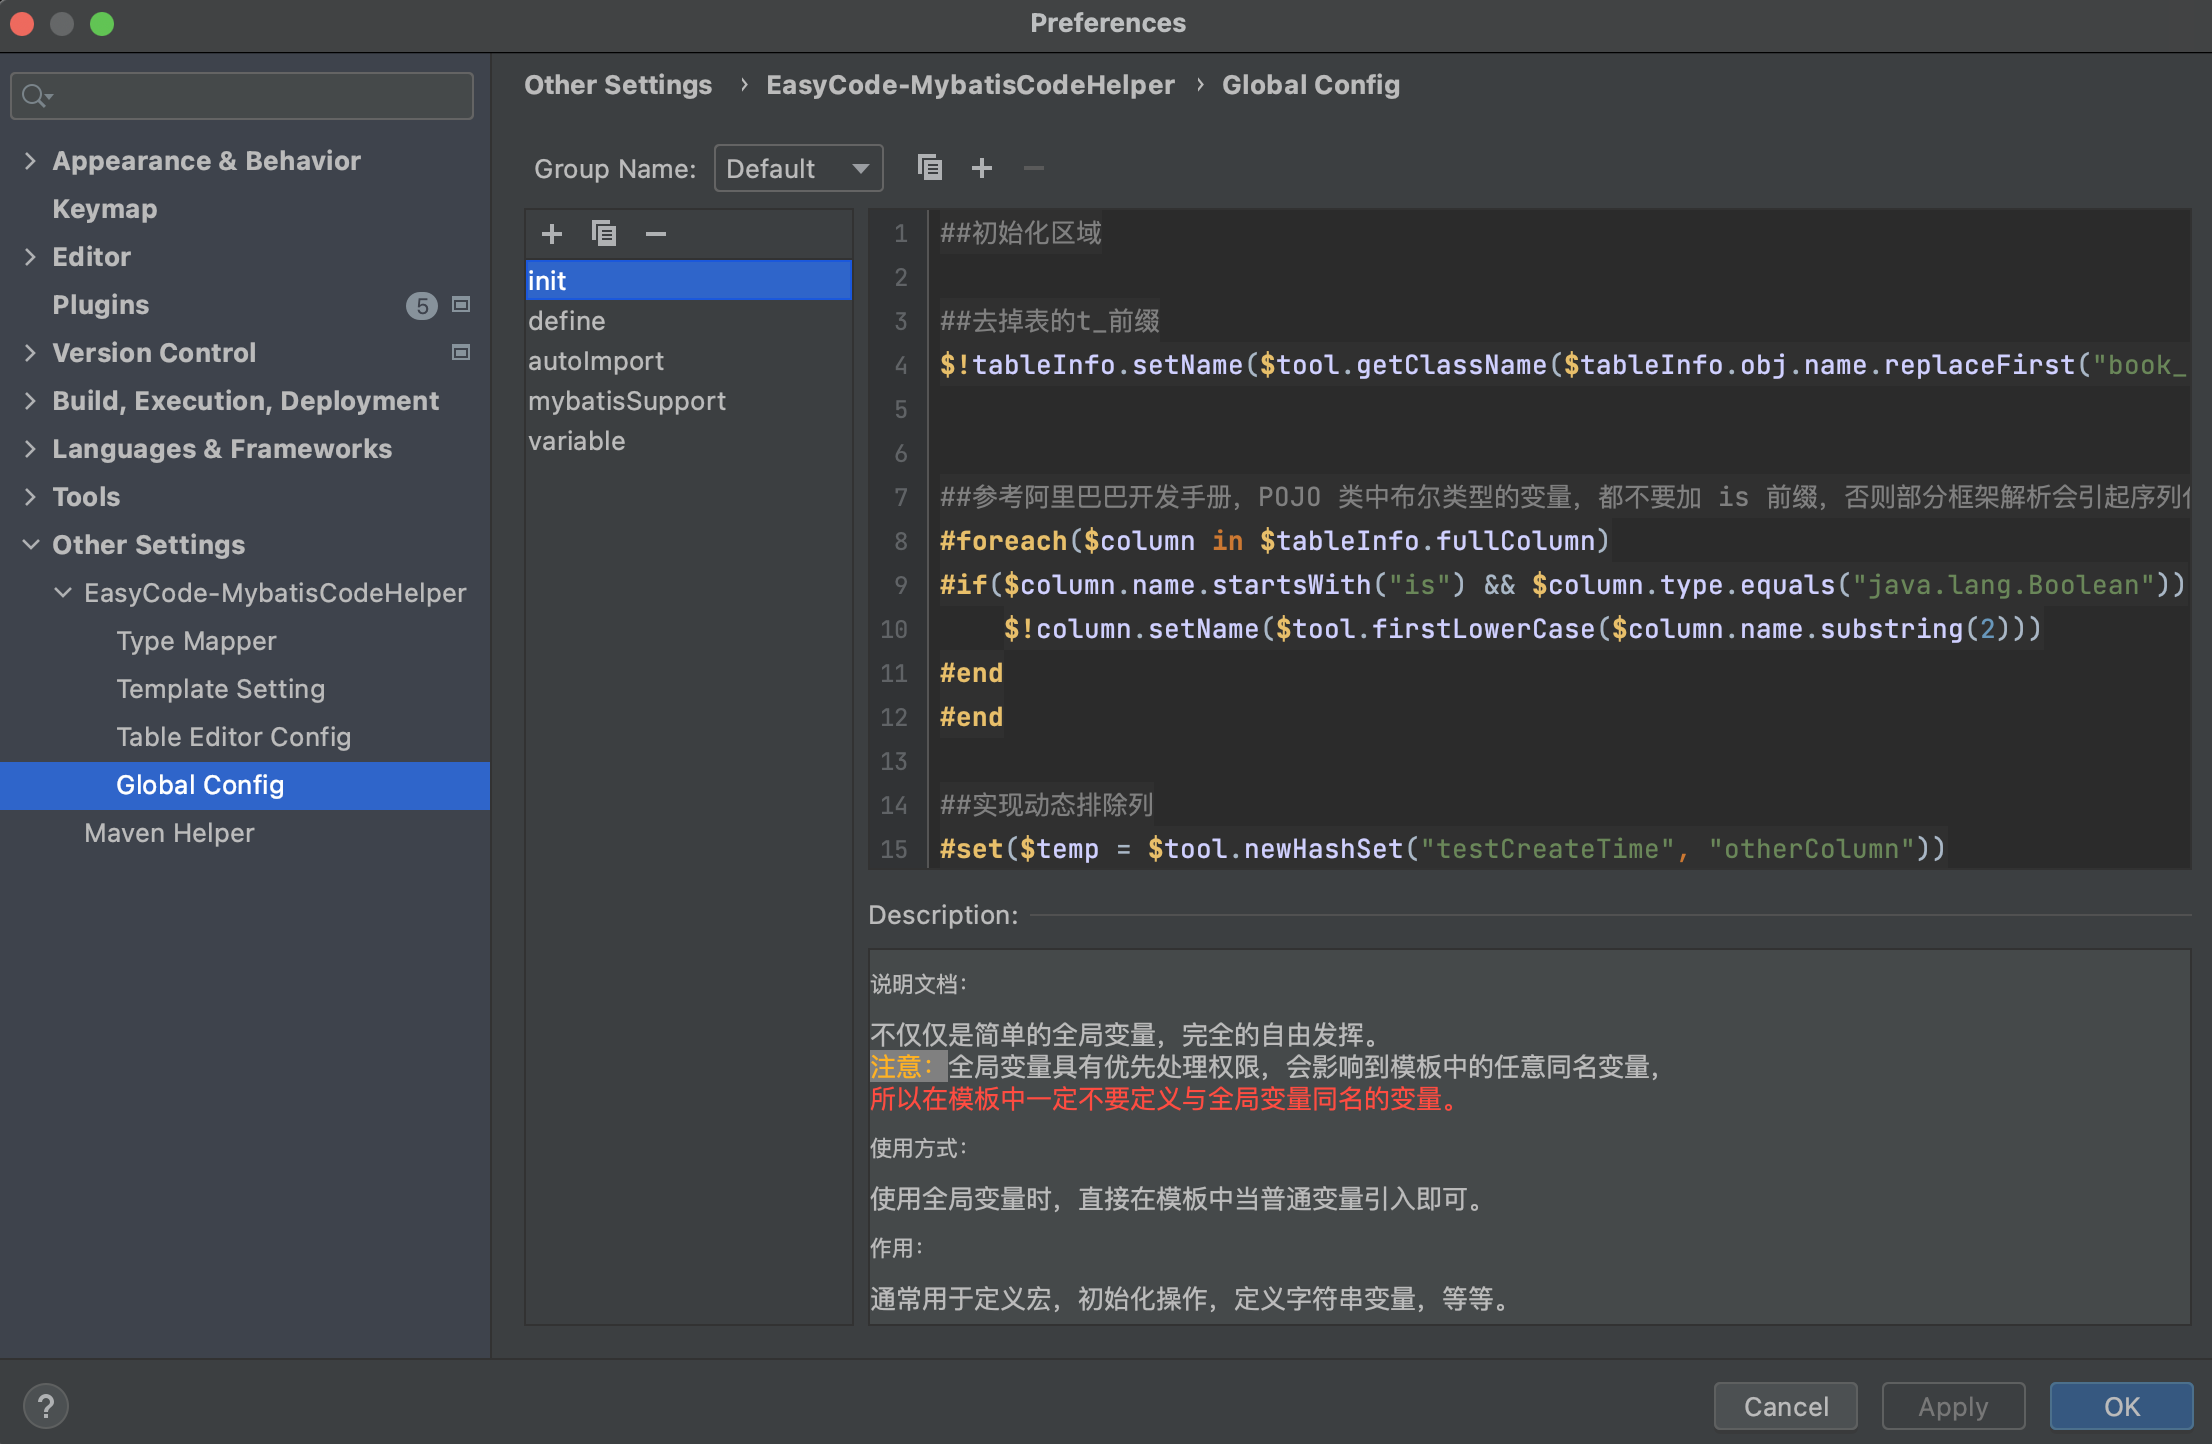 Preferences
Other Settings › EasyCode-MybatisCodeHelper › Global Config
Appearance & Behavior
Keymap
Editor
Plugins 5
Version Control
Build, Execution, Deployment
Languages & Frameworks
Tools
Other Settings
EasyCode-MybatisCodeHelper
Type Mapper
Template Setting
Table Editor Config
Global Config
Maven Helper
Group Name: Default
init
define
autoImport
mybatisSupport
variable
1 ##初始化区域
2
3 ##去掉表的t_前缀
4 $!tableInfo.setName($tool.getClassName($tableInfo.obj.name.replaceFirst("book_
5
6
7 ##参考阿里巴巴开发手册，POJO 类中布尔类型的变量，都不要加 is 前缀，否则部分框架解析会引起序列
8 #foreach($column in $tableInfo.fullColumn)
9 #if($column.name.startsWith("is") && $column.type.equals("java.lang.Boolean"))
10 $!column.setName($tool.firstLowerCase($column.name.substring(2)))
11 #end
12 #end
13
14 ##实现动态排除列
15 #set($temp = $tool.newHashSet("testCreateTime", "otherColumn"))
Description:
说明文档：
不仅仅是简单的全局变量，完全的自由发挥。
注意：全局变量具有优先处理权限，会影响到模板中的任意同名变量，
所以在模板中一定不要定义与全局变量同名的变量。
使用方式：
使用全局变量时，直接在模板中当普通变量引入即可。
作用：
通常用于定义宏，初始化操作，定义字符串变量，等等。
?
Cancel
Apply
OK